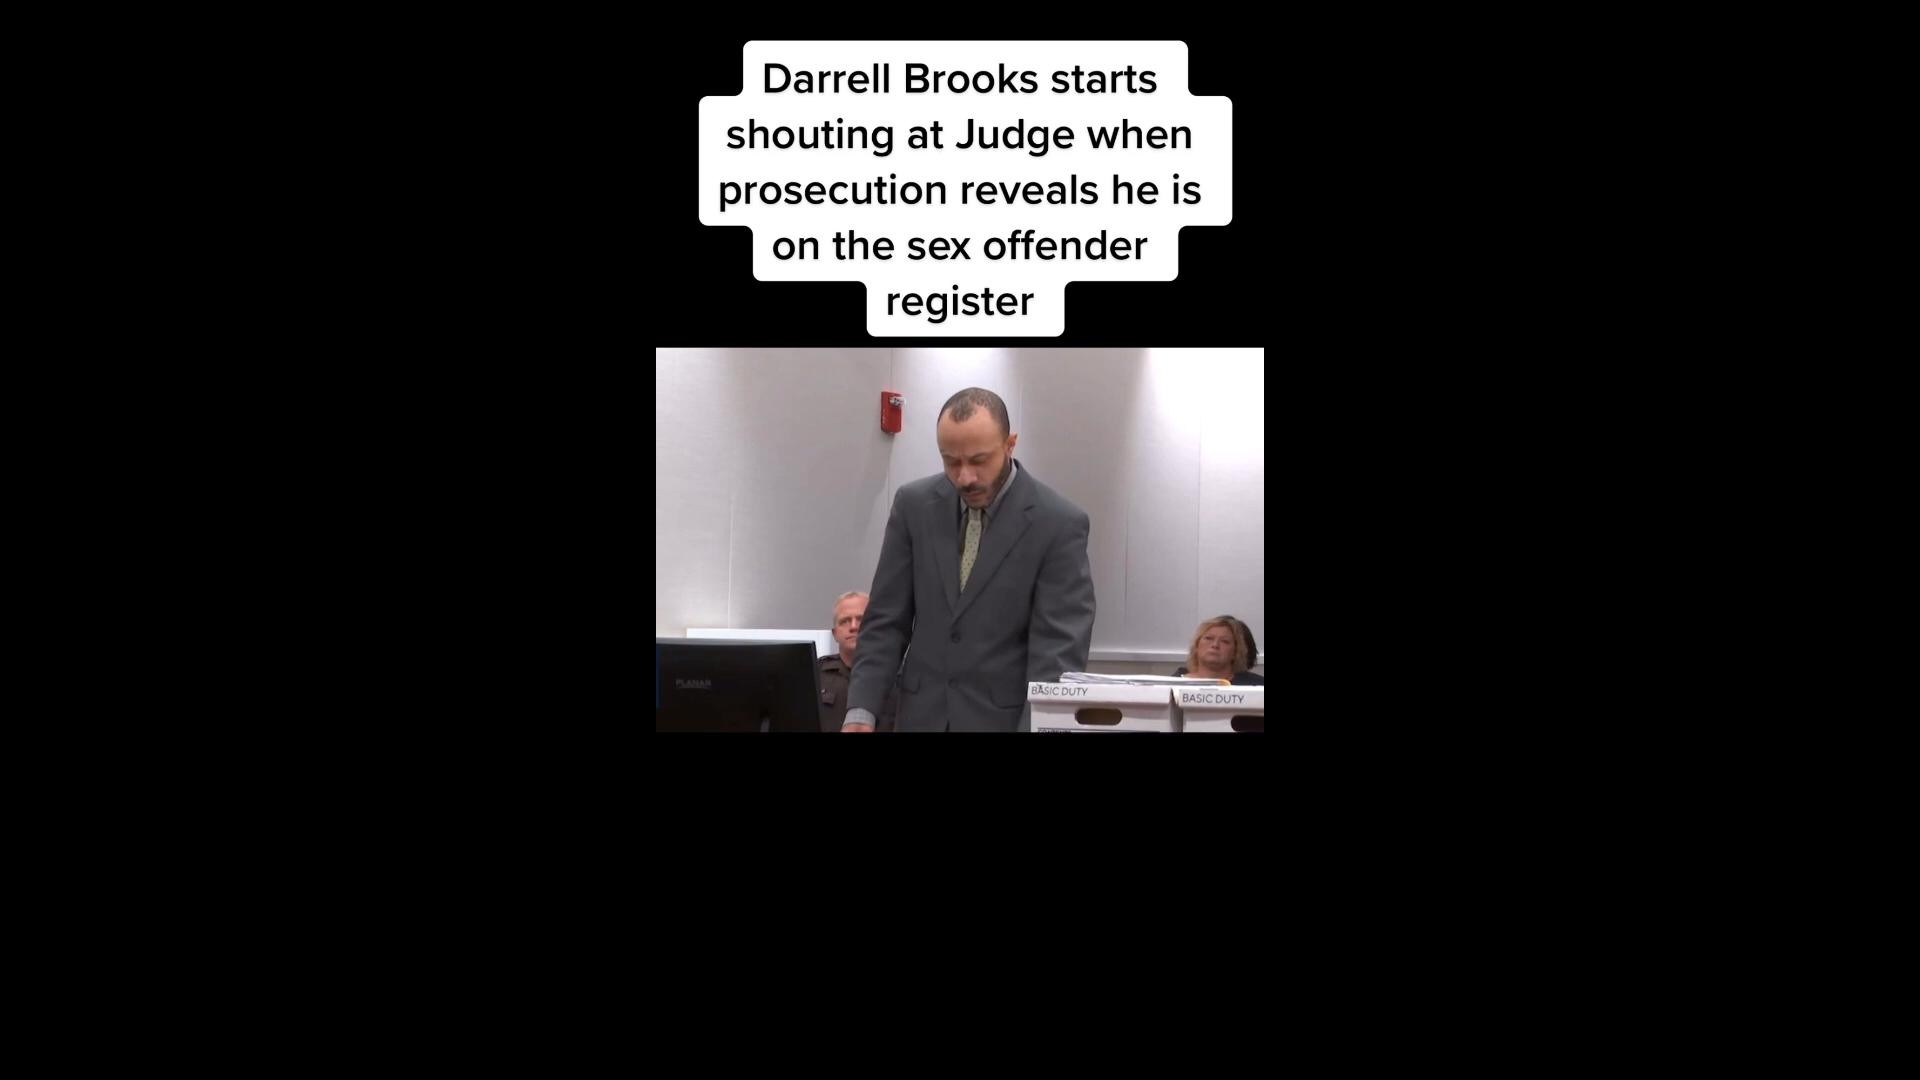 Darrell Brooks starts
shouting at Judge when
prosecution reveals he is
on the sex offender
register
PLANAR
BASIC DUTY
BASIC DUTY